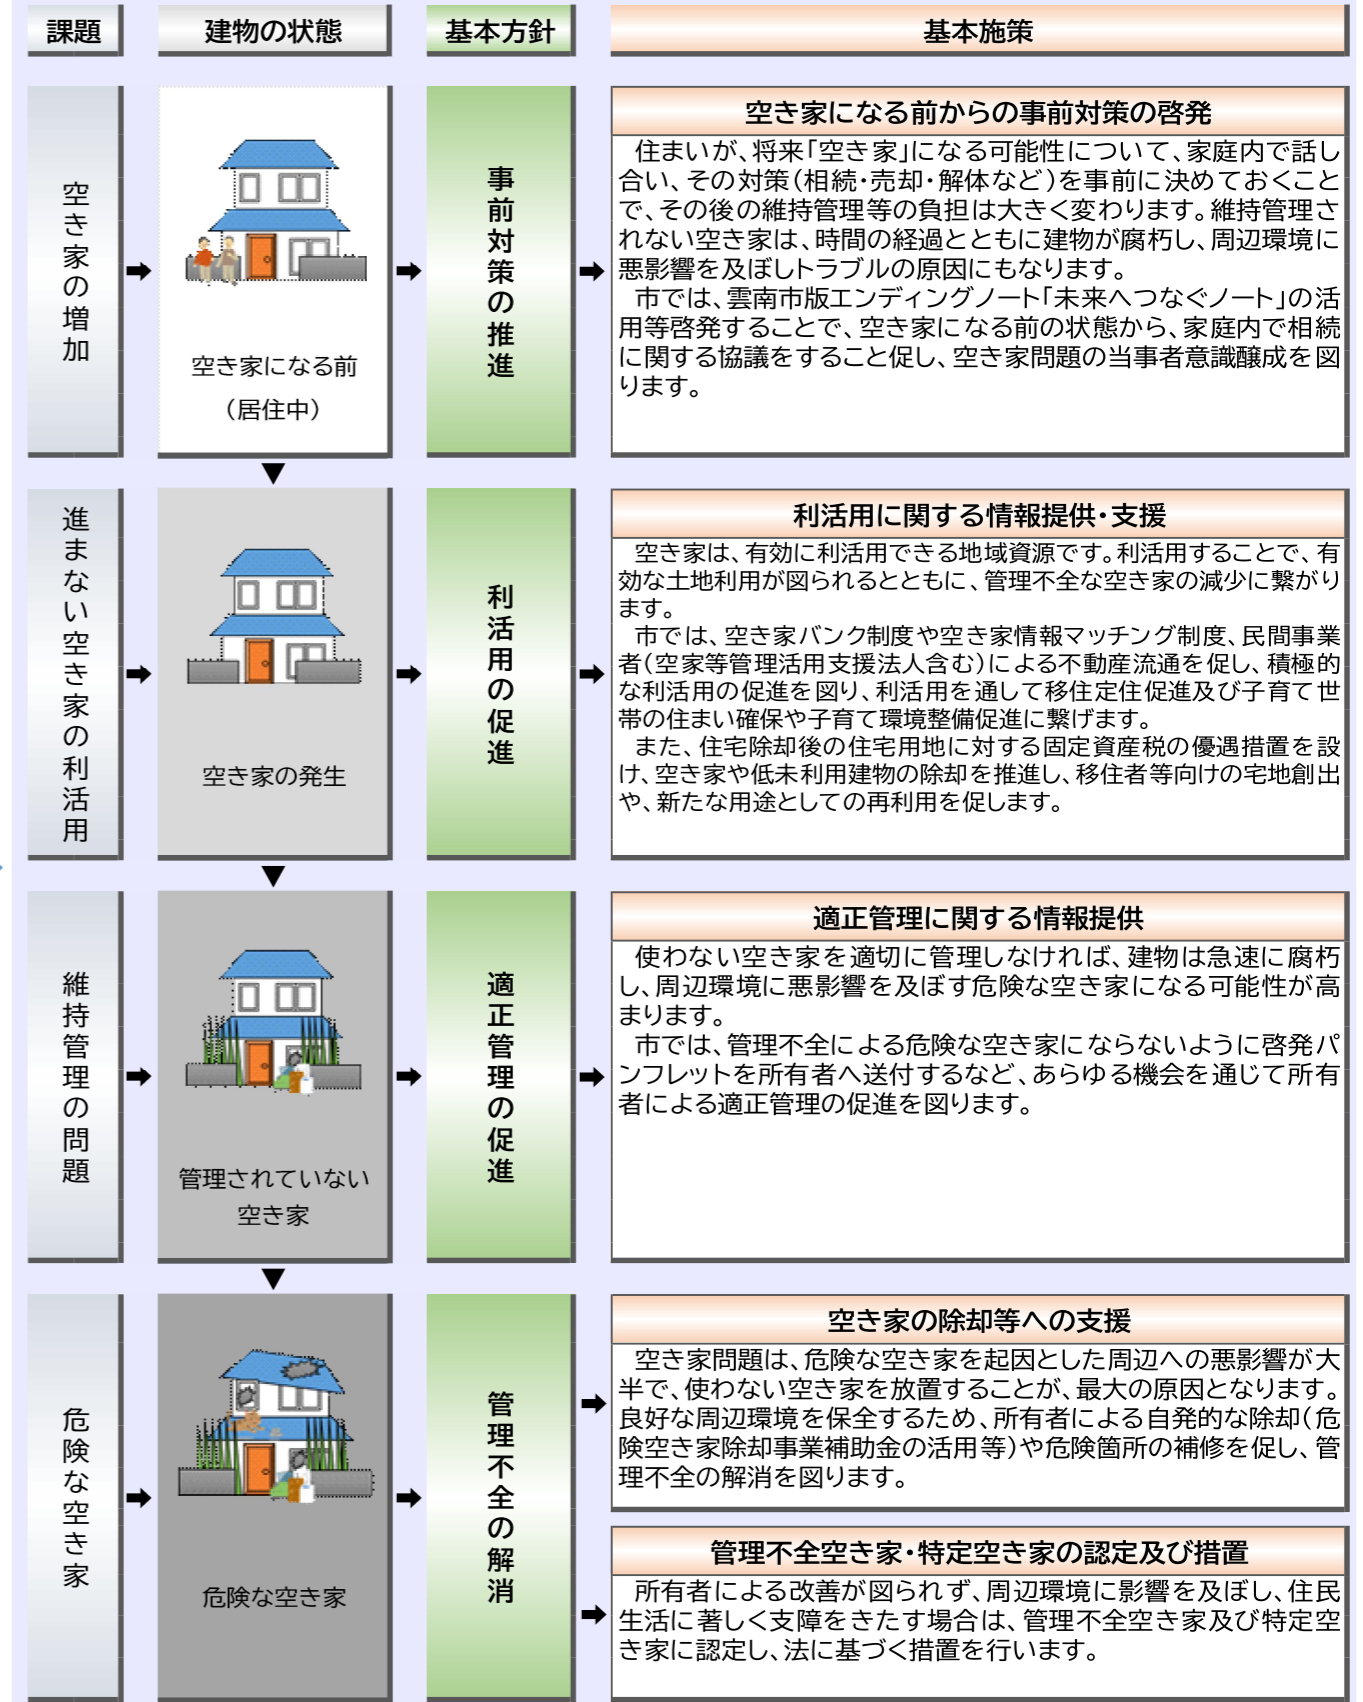 課題
建物の状態
基本方針
基本施策
空き家の増加
空き家になる前
（居住中）
事前対策の推進
空き家になる前からの事前対策の啓発
住まいが、将来「空き家」になる可能性について、家庭内で話し
合い、その対策（相続・売却・解体など）を事前に決めておくこと
で、その後の維持管理等の負担は大きく変わります。維持管理さ
れない空き家は、時間の経過とともに建物が腐朽し、周辺環境に
悪影響を及ぼしトラブルの原因にもなります。
市では、雲南市版エンディングノート「未来へつなぐノート」の活
用等啓発することで、空き家になる前の状態から、家庭内で相続
に関する協議をすること促し、空き家問題の当事者意識醸成を図
ります。
進まない空き家の利活用
空き家の発生
利活用の促進
利活用に関する情報提供・支援
空き家は、有効に利活用できる地域資源です。利活用することで、有
効な土地利用が図られるとともに、管理不全な空き家の減少に繋がり
ます。
市では、空き家バンク制度や空き家情報マッチング制度、民間事業
者（空家等管理活用支援法人含む）による不動産流通を促し、積極的
な利活用の促進を図り、利活用を通して移住定住促進及び子育て世
帯の住まい確保や子育て環境整備促進に繋げます。
また、住宅除却後の住宅用地に対する固定資産税の優遇措置を設
け、空き家や低未利用建物の除却を推進し、移住者等向けの宅地創出
や、新たな用途としての再利用を促します。
維持管理の問題
管理されていない
空き家
適正管理の促進
適正管理に関する情報提供
使わない空き家を適切に管理しなければ、建物は急速に腐朽
し、周辺環境に悪影響を及ぼす危険な空き家になる可能性が高
まります。
市では、管理不全による危険な空き家にならないように啓発パ
ンフレットを所有者へ送付するなど、あらゆる機会を通じて所有
者による適正管理の促進を図ります。
危険な空き家
危険な空き家
管理不全の解消
空き家の除却等への支援
空き家問題は、危険な空き家を起因とした周辺への悪影響が大
半で、使わない空き家を放置することが、最大の原因となります。
良好な周辺環境を保全するため、所有者による自発的な除却（危
険空き家除却事業補助金の活用等）や危険箇所の補修を促し、管
理不全の解消を図ります。
管理不全空き家・特定空き家の認定及び措置
所有者による改善が図られず、周辺環境に影響を及ぼし、住民
生活に著しく支障をきたす場合は、管理不全空き家及び特定空
き家に認定し、法に基づく措置を行います。